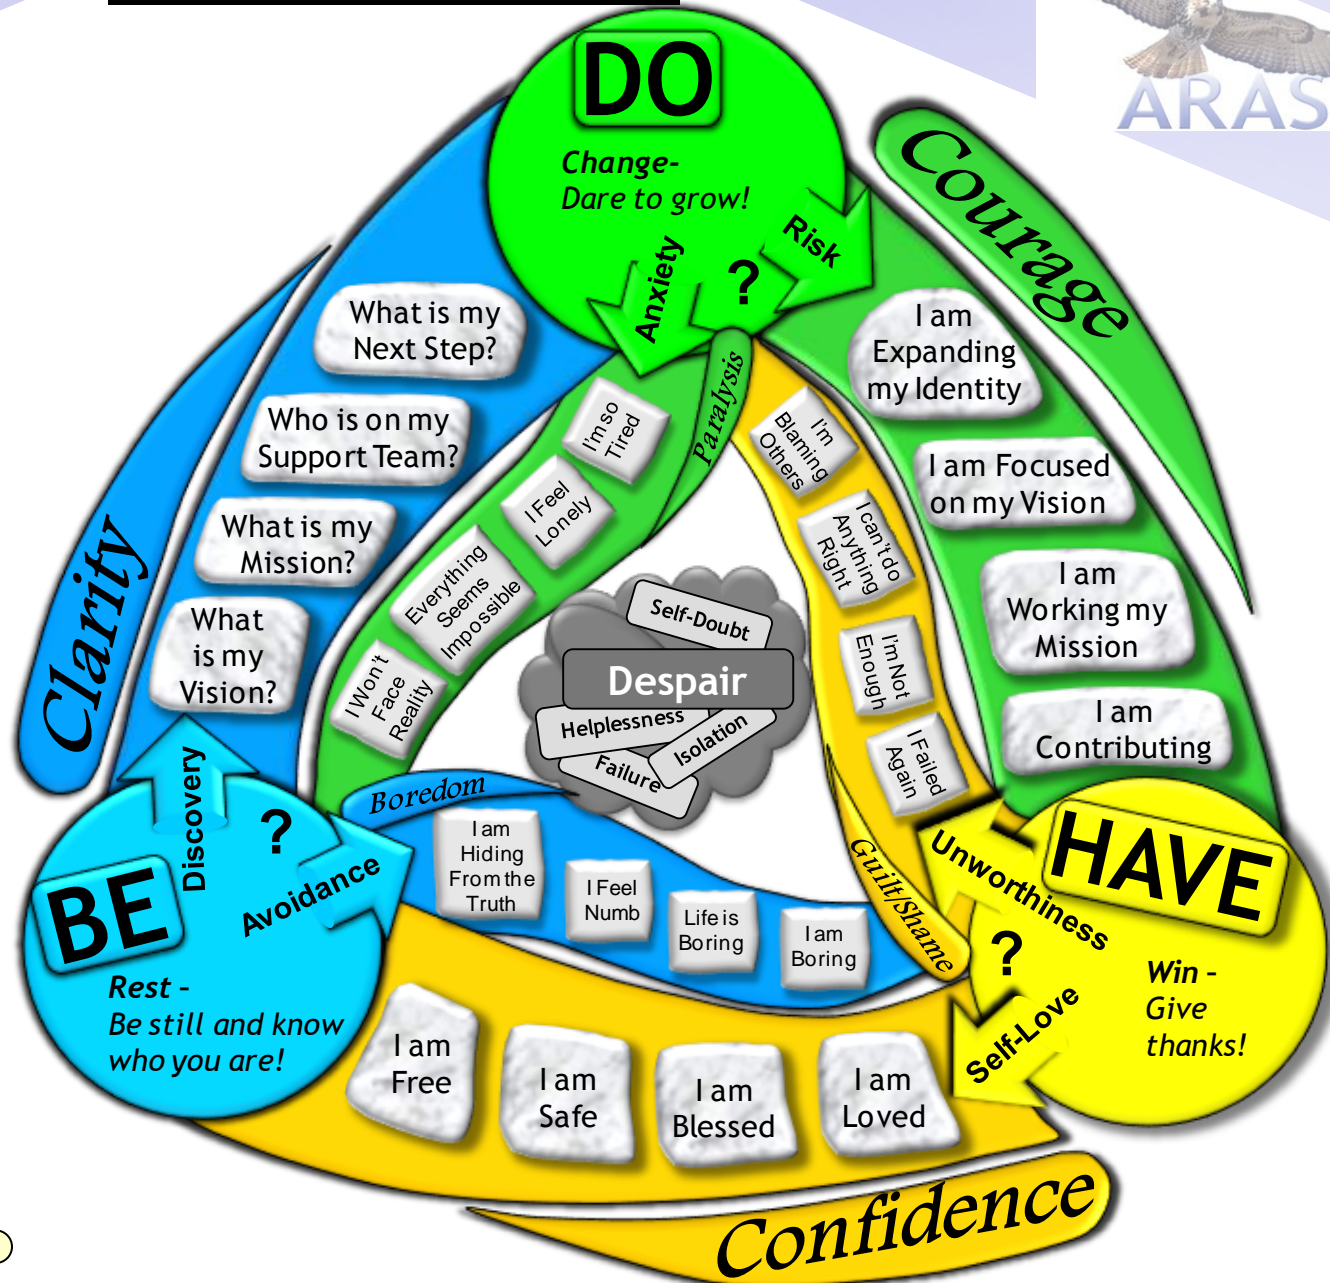 DO
Change-
Dare to grow!
Anxiety
?
Risk
ARAS
Courage
I am
Expanding
my Identity
I am Focused
on my Vision
I am
Working my
Mission
I am
Contributing
Clarity
What is my
Next Step?
Who is on my
Support Team?
What is my
Mission?
What
is my
Vision?
Paralysis
I'm so
Tired
I Feel
Lonely
Everything
Seems
Impossible
I Won't
Face
Reality
I'm
Blaming
Others
I can't do
Anything
Right
I'm Not
Enough
I Failed
Again
Self-Doubt
Despair
Helplessness
Isolation
Failure
Discovery
?
Avoidance
BE
Rest -
Be still and know
who you are!
Boredom
I am
Hiding
From the
Truth
I Feel
Numb
Life is
Boring
I am
Boring
Guilt/Shame
HAVE
Unworthiness
?
Self-Love
Win -
Give
thanks!
I am
Free
I am
Safe
I am
Blessed
I am
Loved
Confidence